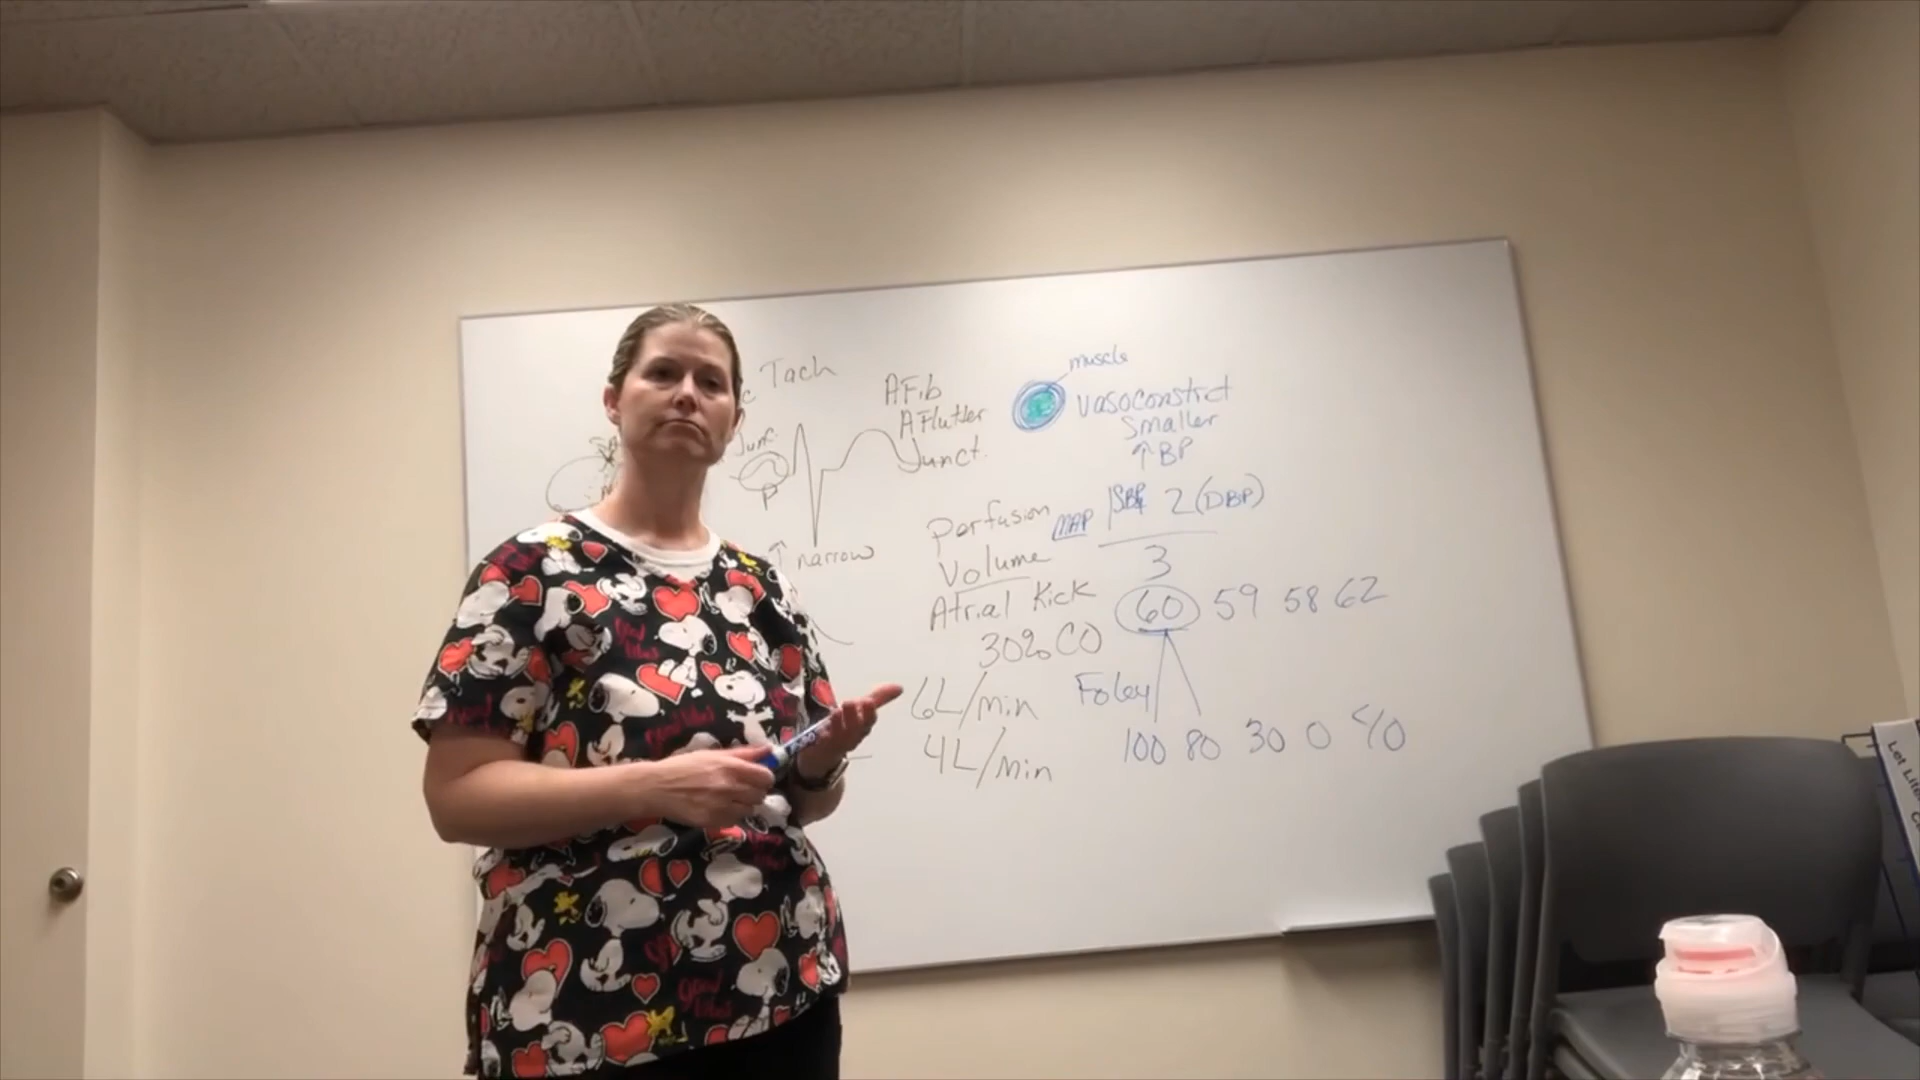 Tach
AFib
AFlutter
Junct.
Junc.
P
↑ narrow
muscle
vasoconstrict
smaller
↑BP
Perfusion
MAP SBP 2(DBP)
3
Volume
Atrial Kick
60 59 58 62
30% CO
6L/min
Foley
4L/min
100 80 30 0
good